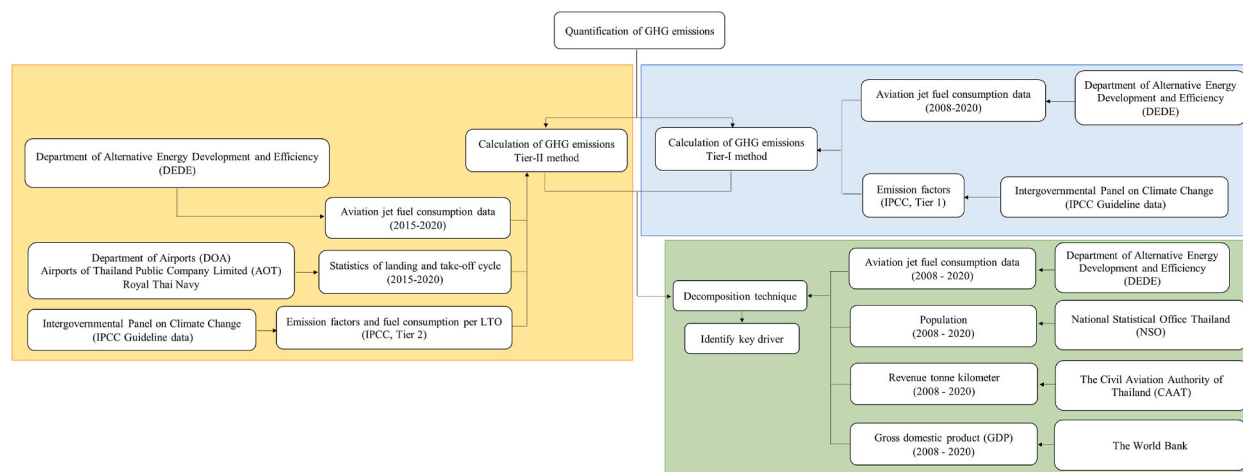 Quantification of GHG emissions
Calculation of GHG emissions
Tier-II method
Department of Alternative Energy Development and Efficiency
(DEDE)
Aviation jet fuel consumption data
(2015-2020)
Department of Airports (DOA)
Airports of Thailand Public Company Limited (AOT)
Royal Thai Navy
Statistics of landing and take-off cycle
(2015-2020)
Intergovernmental Panel on Climate Change
(IPCC Guideline data)
Emission factors and fuel consumption per LTO
(IPCC, Tier 2)
Calculation of GHG emissions
Tier-I method
Aviation jet fuel consumption data
(2008-2020)
Department of Alternative Energy
Development and Efficiency
(DEDE)
Emission factors
(IPCC, Tier 1)
Intergovernmental Panel on Climate Change
(IPCC Guideline data)
Decomposition technique
Identify key driver
Aviation jet fuel consumption data
(2008 - 2020)
Department of Alternative Energy
Development and Efficiency
(DEDE)
Population
(2008 - 2020)
National Statistical Office Thailand
(NSO)
Revenue tonne kilometer
(2008 - 2020)
The Civil Aviation Authority of
Thailand (CAAT)
Gross domestic product (GDP)
(2008 - 2020)
The World Bank